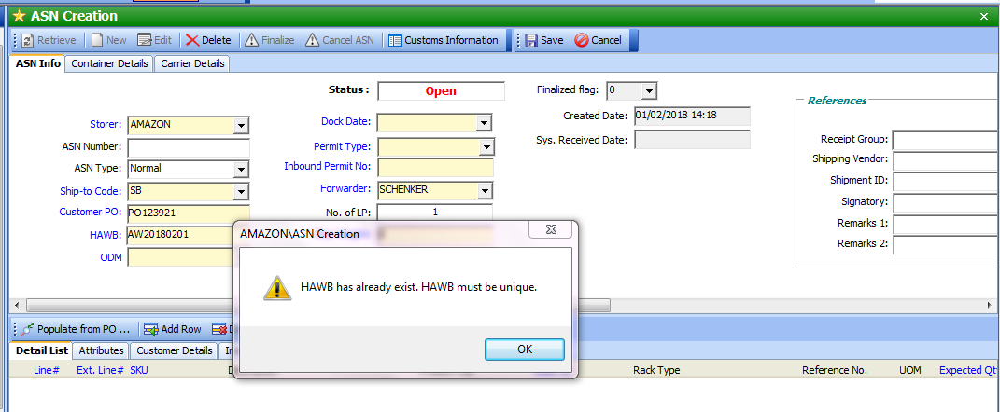 ASN Creation
Retrieve New Edit Delete Finalize Cancel ASN Customs Information Save Cancel
ASN Info Container Details Carrier Details
Status : Open Finalized flag: 0
References
Storer: AMAZON Dock Date: Created Date: 01/02/2018 14:18
ASN Number: Permit Type: Sys. Received Date: Receipt Group:
ASN Type: Normal Inbound Permit No: Shipping Vendor:
Ship-to Code: SB Forwarder: SCHENKER Shipment ID:
Customer PO: PO123921 No. of LP: 1 Signatory:
HAWB: AW20180201 Remarks 1:
ODM Remarks 2:
AMAZON\ASN Creation
HAWB has already exist. HAWB must be unique.
OK
Populate from PO ... Add Row
Detail List Attributes Customer Details
Line# Ext. Line# SKU Rack Type Reference No. UOM Expected Qt